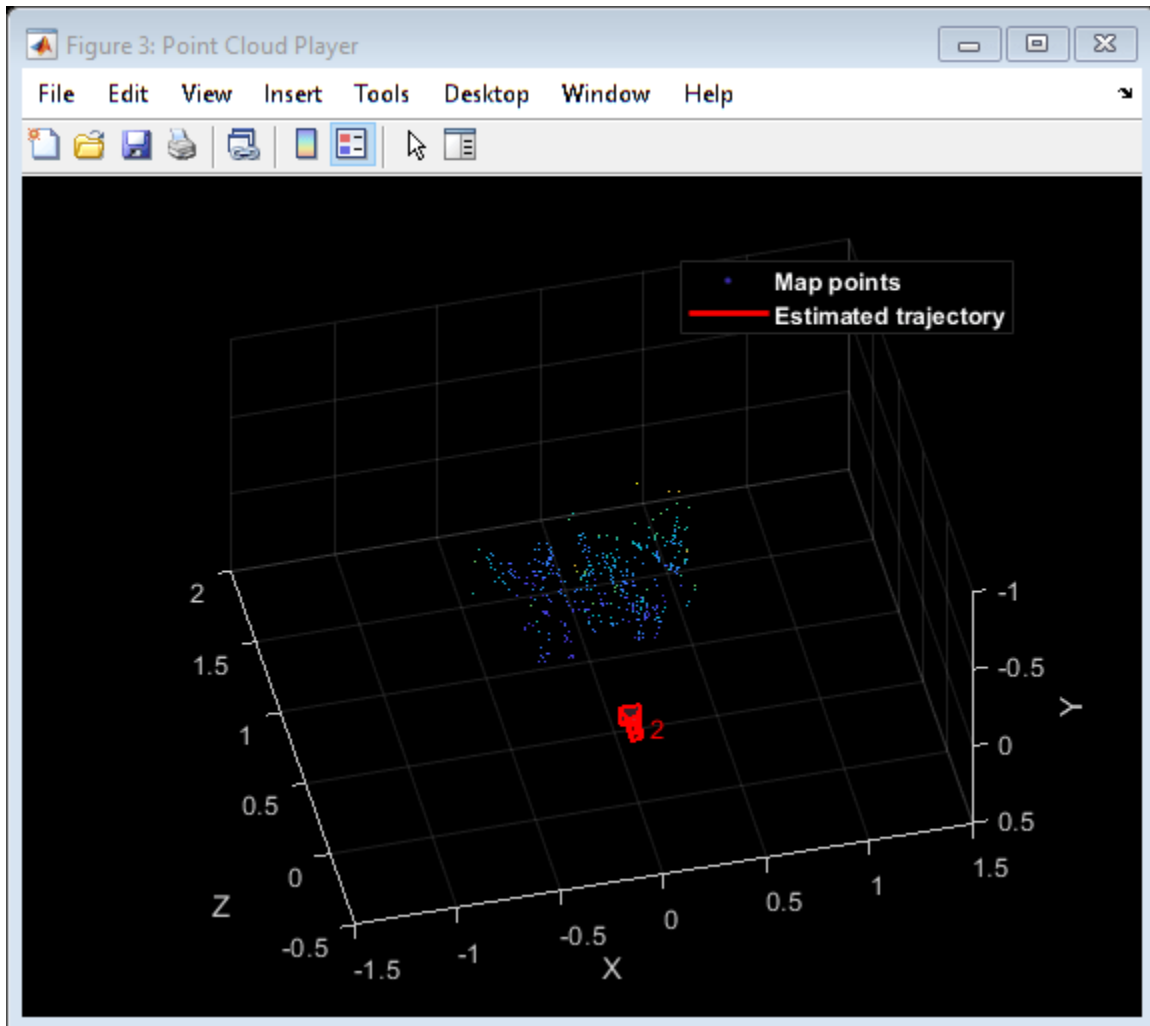 Figure 3: Point Cloud Player
File Edit View Insert Tools Desktop Window Help
Map points
Estimated trajectory
2
1.5
1
0.5
0
-0.5
Z
-1.5
-1
-0.5
0
0.5
1
1.5
X
-1
-0.5
0
0.5
Y
2